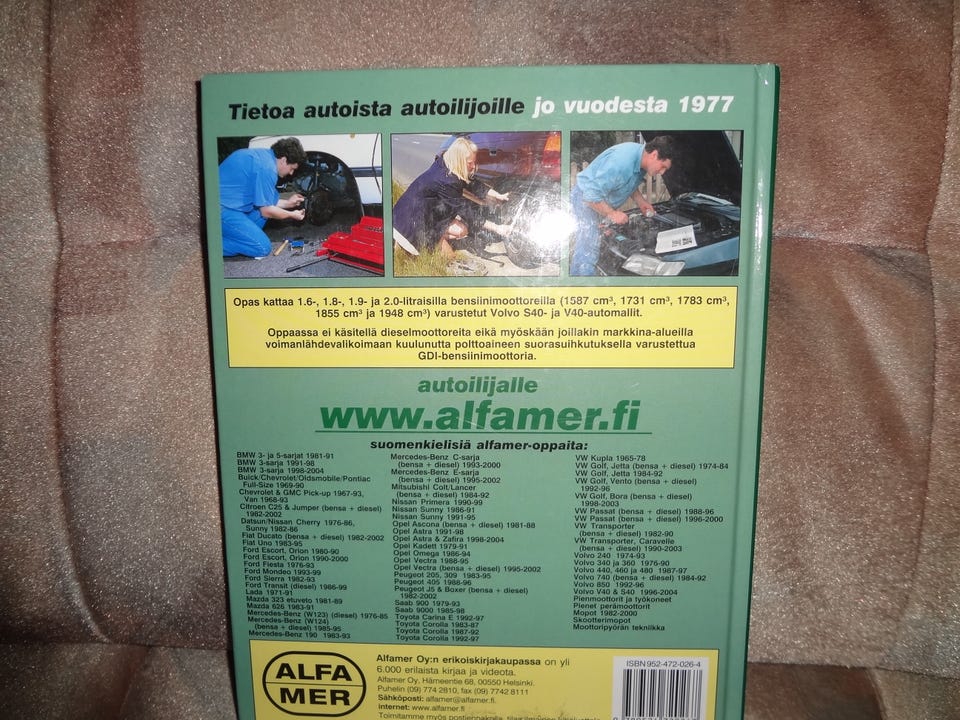 Tietoa autoista autoilijoille jo vuodesta 1977
Opas kattaa 1.6-, 1.8-, 1.9- ja 2.0-litraisilla bensiinimoottoreilla (1587 cm³, 1731 cm³, 1783 cm³,
1855 cm³ ja 1948 cm³) varustetut Volvo S40- ja V40-automallit.
Oppaassa ei käsitellä dieselmoottoreita eikä myöskään joillakin markkina-alueilla
voimanlähdevalikoimaan kuulunutta polttoaineen suorasuihkutuksella varustettua
GDI-bensiinimoottoria.
autoilijalle
www.alfamer.fi
suomenkielisiä alfamer-oppaita:
BMW 3- ja 5-sarjat 1981-91
BMW 3-sarja 1991-98
BMW 3-sarja 1998-2004
Buick/Chevrolet/Oldsmobile/Pontiac
Full-Size 1969-90
Chevrolet & GMC Pick-up 1967-93,
Van 1968-93
Citroen C25 & Jumper (bensa + diesel)
1982-2002
Datsun/Nissan Cherry 1976-86,
Sunny 1982-86
Fiat Ducato (bensa + diesel) 1982-2002
Fiat Uno 1983-95
Ford Escort, Orion 1980-90
Ford Escort, Orion 1990-2000
Ford Fiesta 1976-93
Ford Mondeo 1993-99
Ford Sierra 1982-93
Ford Transit (diesel) 1986-99
Lada 1971-91
Mazda 323 etuveto 1981-89
Mazda 626 1983-91
Mercedes-Benz (W123) (diesel) 1976-85
Mercedes-Benz (W124)
(bensa + diesel) 1985-95
Mercedes-Benz 190 1983-93
Mercedes-Benz C-sarja
(bensa + diesel) 1993-2000
Mercedes-Benz E-sarja
(bensa + diesel) 1995-2002
Mitsubishi Colt/Lancer
(bensa + diesel) 1984-92
Nissan Primera 1990-99
Nissan Sunny 1986-91
Nissan Sunny 1991-95
Opel Ascona (bensa + diesel) 1981-88
Opel Astra 1991-98
Opel Astra & Zafira 1998-2004
Opel Kadett 1979-91
Opel Omega 1986-94
Opel Vectra 1988-95
Opel Vectra (bensa + diesel) 1995-2002
Peugeot 205, 309 1983-95
Peugeot 405 1988-96
Peugeot J5 & Boxer (bensa + diesel)
1982-2002
Saab 900 1979-93
Saab 9000 1985-98
Toyota Carina E 1992-97
Toyota Corolla 1983-87
Toyota Corolla 1987-92
Toyota Corolla 1992-97
VW Kupla 1965-78
VW Golf, Jetta (bensa + diesel) 1974-84
VW Golf, Jetta 1984-92
VW Golf, Vento (bensa + diesel)
1992-96
VW Golf, Bora (bensa + diesel)
1998-2003
VW Passat (bensa + diesel) 1988-96
VW Passat (bensa + diesel) 1996-2000
VW Transporter
(bensa + diesel) 1982-90
VW Transporter, Caravelle
(bensa + diesel) 1990-2003
Volvo 240 1974-93
Volvo 340 ja 360 1976-90
Volvo 440, 460 ja 480 1987-97
Volvo 740 (bensa + diesel) 1984-92
Volvo 850 1992-96
Volvo V40 & S40 1996-2004
Pienmoottorit ja työkoneet
Pienet perämoottorit
Mopot 1982-2000
Skootterimopot
Moottoripyörän tekniikka
ALFA
MER
Alfamer Oy:n erikoiskirjakaupassa on yli
6.000 erilaista kirjaa ja videota.
Alfamer Oy, Hämeentie 68, 00550 Helsinki.
Puhelin (09) 774 2810, fax (09) 7742 8111
Sähköposti: alfamer@alfamer.fi.
internet: www.alfamer.fi
Toimitamme myös postiennakolla,
ISBN 952-472-026-4